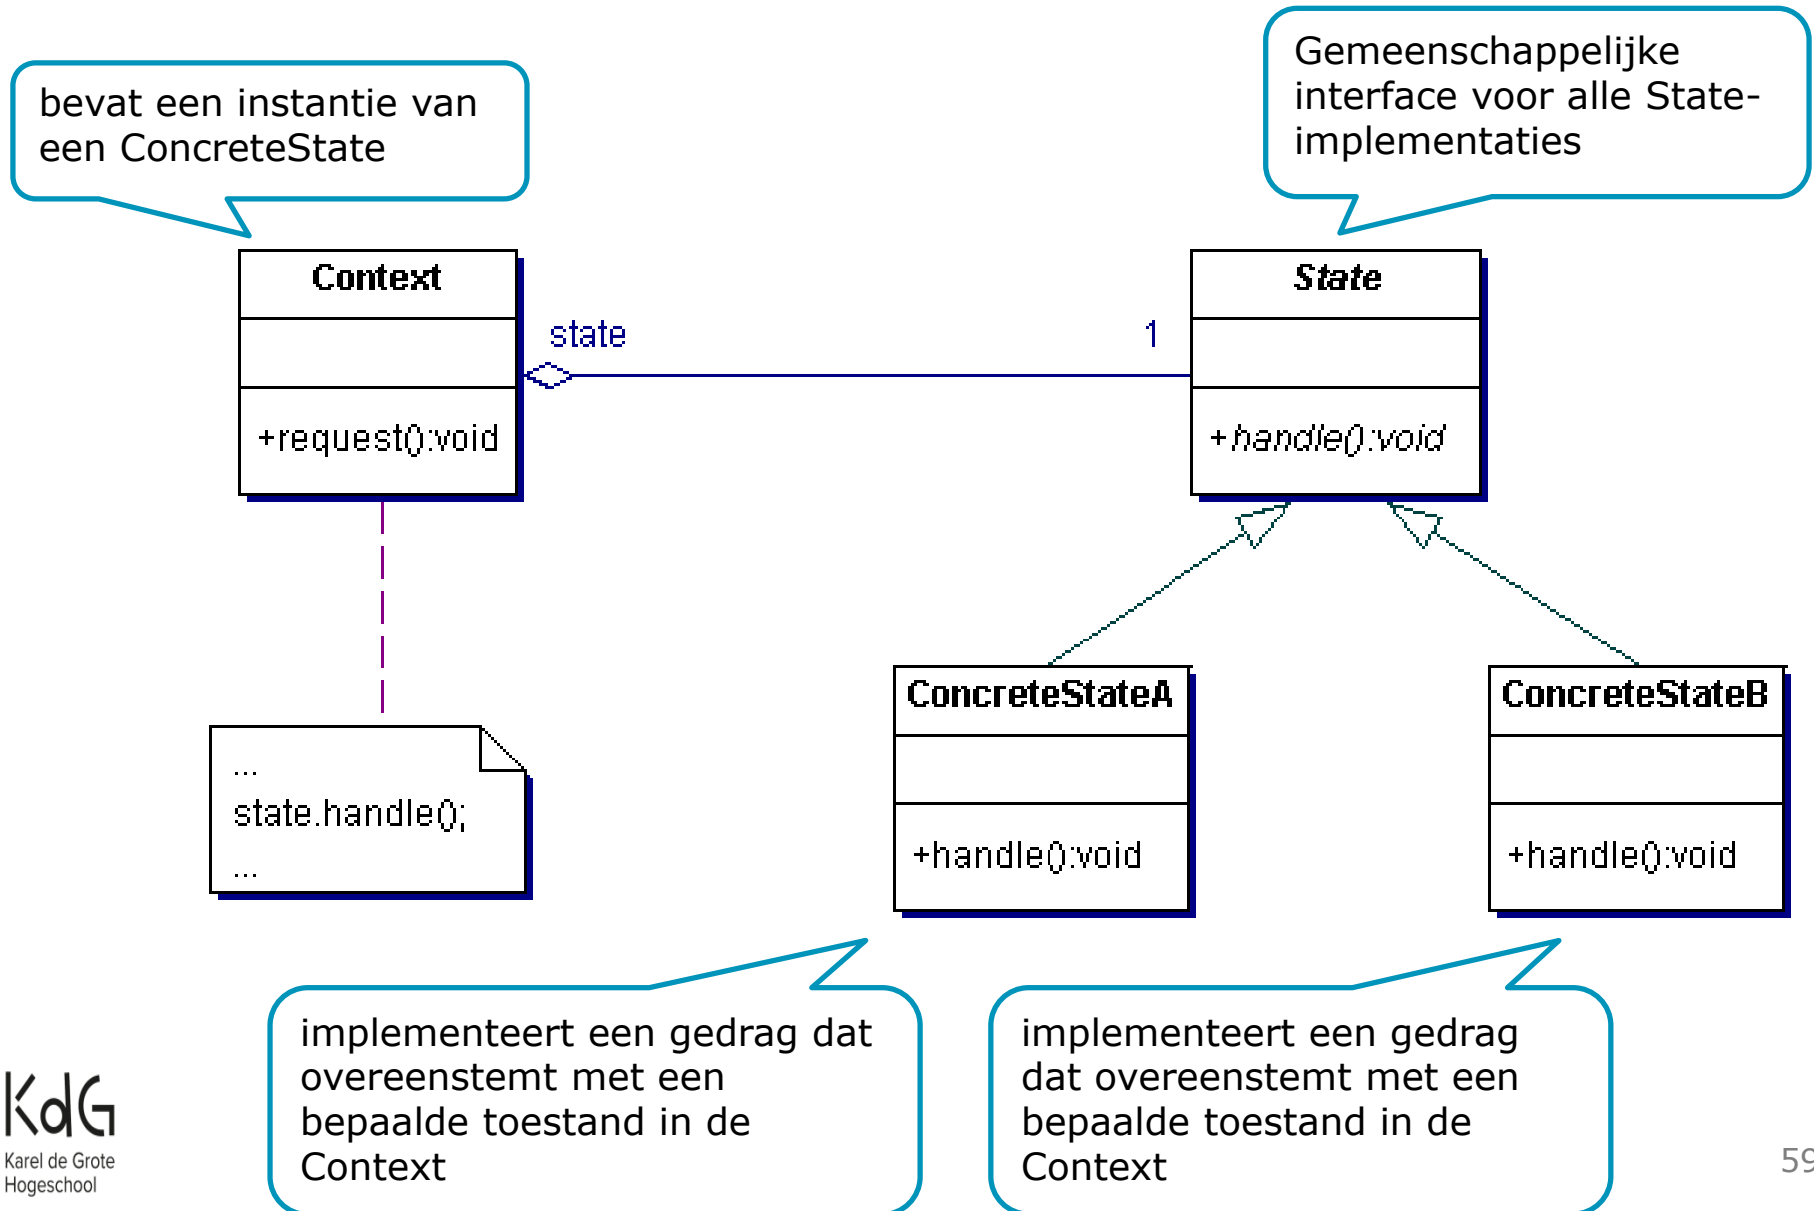 bevat een instantie van
een ConcreteState
Gemeenschappelijke
interface voor alle State-
implementaties
Context
+request():void
state
1
State
+handle():void
...
state.handle();
...
ConcreteStateA
+handle():void
ConcreteStateB
+handle():void
implementeert een gedrag dat
overeenstemt met een
bepaalde toestand in de
Context
implementeert een gedrag
dat overeenstemt met een
bepaalde toestand in de
Context
KdG
Karel de Grote
Hogeschool
59